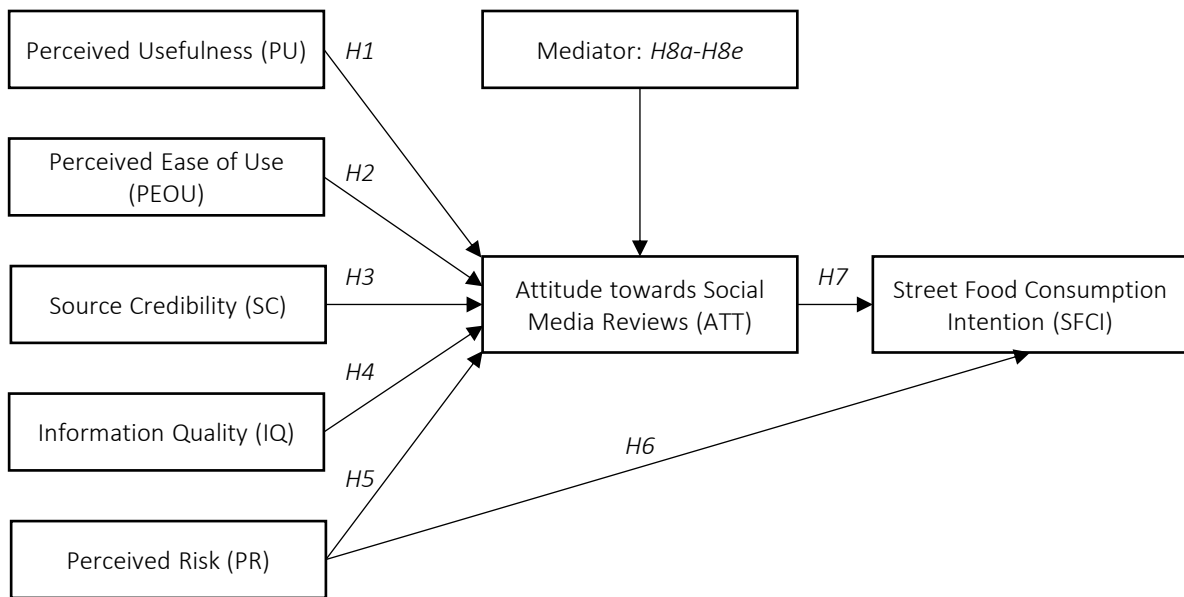 Perceived Usefulness (PU)
H1
Mediator: H8a-H8e
Perceived Ease of Use
(PEOU)
H2
Source Credibility (SC)
H3
Attitude towards Social
Media Reviews (ATT)
H7
Street Food Consumption
Intention (SFCI)
Information Quality (IQ)
H4
H5
H6
Perceived Risk (PR)